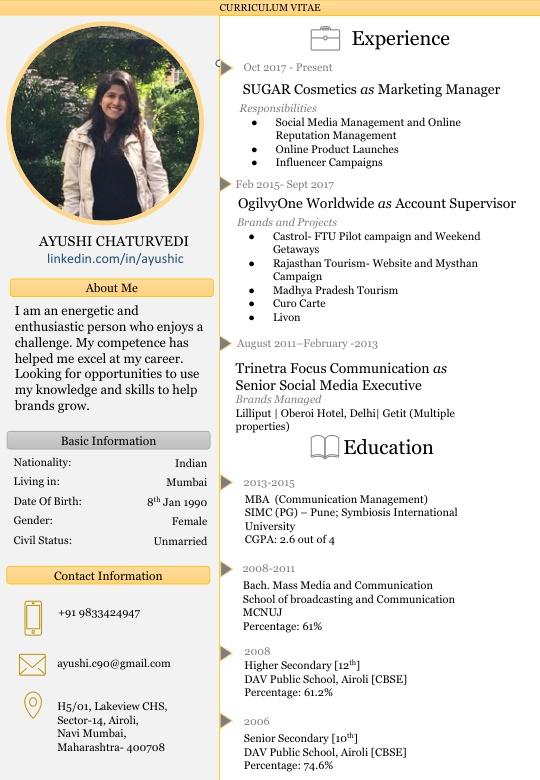 CURRICULUM VITAE
AYUSHI CHATURVEDI
linkedin.com/in/ayushic
About Me
I am an energetic and
enthusiastic person who enjoys a
challenge. My competence has
helped me excel at my career.
Looking for opportunities to use
my knowledge and skills to help
brands grow.
Basic Information
Nationality: Indian
Living in: Mumbai
Date Of Birth: 8th Jan 1990
Gender: Female
Civil Status: Unmarried
Contact Information
+91 9833424947
ayushi.c90@gmail.com
H5/01, Lakeview CHS,
Sector-14, Airoli,
Navi Mumbai,
Maharashtra- 400708
Experience
Oct 2017 - Present
SUGAR Cosmetics as Marketing Manager
Responsibilities
● Social Media Management and Online
Reputation Management
● Online Product Launches
● Influencer Campaigns
Feb 2015- Sept 2017
OgilvyOne Worldwide as Account Supervisor
Brands and Projects
● Castrol- FTU Pilot campaign and Weekend
Getaways
● Rajasthan Tourism- Website and Mysthan
Campaign
● Madhya Pradesh Tourism
● Curo Carte
● Livon
August 2011–February -2013
Trinetra Focus Communication as
Senior Social Media Executive
Brands Managed
Lilliput | Oberoi Hotel, Delhi| Getit (Multiple
properties)
Education
2013-2015
MBA (Communication Management)
SIMC (PG) – Pune; Symbiosis International
University
CGPA: 2.6 out of 4
2008-2011
Bach. Mass Media and Communication
School of broadcasting and Communication
MCNUJ
Percentage: 61%
2008
Higher Secondary [12th]
DAV Public School, Airoli [CBSE]
Percentage: 61.2%
2006
Senior Secondary [10th]
DAV Public School, Airoli [CBSE]
Percentage: 74.6%